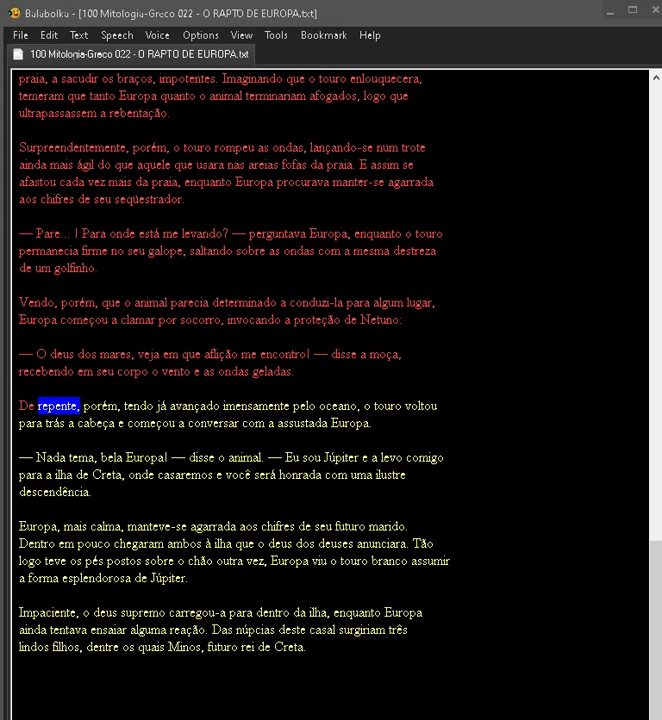 Balabolka - [100 Mitologia-Greco 022 - O RAPTO DE EUROPA.txt]
File Edit Text Speech Voice Options View Tools Bookmark Help
100 Mitologia-Greco 022 - O RAPTO DE EUROPA.txt
praia, a sacudir os braços, impotentes. Imaginando que o touro enlouquecera,
temeram que tanto Europa quanto o animal terminariam afogados, logo que
ultrapassassem a rebentação.
Surpreendentemente, porém, o touro rompeu as ondas, lançando-se num trote
ainda mais ágil do que aquele que usara nas areias fofas da praia. E assim se
afastou cada vez mais da praia, enquanto Europa procurava manter-se agarrada
aos chifres de seu seqüestrador.
— Pare... ! Para onde está me levando? — perguntava Europa, enquanto o touro
permanecia firme no seu galope, saltando sobre as ondas com a mesma destreza
de um golfinho.
Vendo, porém, que o animal parecia determinado a conduzi-la para algum lugar,
Europa começou a clamar por socorro, invocando a proteção de Netuno:
— O deus dos mares, veja em que aflição me encontro! — disse a moça,
recebendo em seu corpo o vento e as ondas geladas.
De repente, porém, tendo já avançado imensamente pelo oceano, o touro voltou
para trás a cabeça e começou a conversar com a assustada Europa.
— Nada tema, bela Europa! — disse o animal. — Eu sou Júpiter e a levo comigo
para a ilha de Creta, onde casaremos e você será honrada com uma ilustre
descendência.
Europa, mais calma, manteve-se agarrada aos chifres de seu futuro marido.
Dentro em pouco chegaram ambos à ilha que o deus dos deuses anunciara. Tão
logo teve os pés postos sobre o chão outra vez, Europa viu o touro branco assumir
a forma esplendorosa de Júpiter.
Impaciente, o deus supremo carregou-a para dentro da ilha, enquanto Europa
ainda tentava ensaiar alguma reação. Das núpcias deste casal surgiriam três
lindos filhos, dentre os quais Minos, futuro rei de Creta.